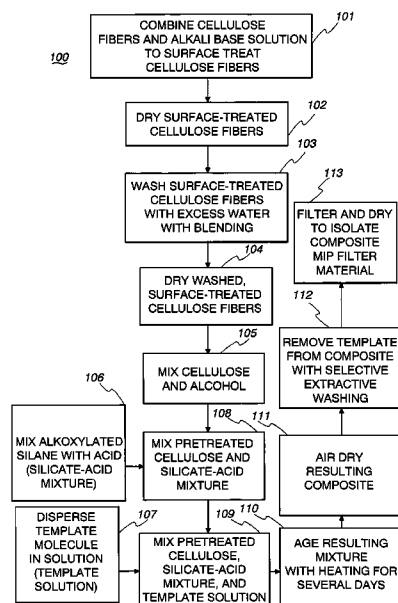 101
COMBINE CELLULOSE
FIBERS AND ALKALI BASE SOLUTION
TO SURFACE TREAT
CELLULOSE FIBERS
100
102
DRY SURFACE-TREATED
CELLULOSE FIBERS
103
WASH SURFACE-TREATED
CELLULOSE FIBERS
WITH EXCESS WATER
WITH BLENDING
104
DRY WASHED,
SURFACE-TREATED
CELLULOSE FIBERS
105
MIX CELLULOSE
AND ALCOHOL
106
MIX ALKOXYLATED
SILANE WITH ACID
(SILICATE-ACID
MIXTURE)
108
MIX PRETREATED
CELLULOSE AND
SILICATE-ACID
MIXTURE
107
DISPERSE
TEMPLATE
MOLECULE
IN SOLUTION
(TEMPLATE
SOLUTION)
109
MIX PRETREATED
CELLULOSE,
SILICATE-ACID
MIXTURE, AND
TEMPLATE SOLUTION
110
AGE RESULTING
MIXTURE
WITH HEATING FOR
SEVERAL DAYS
111
AIR DRY
RESULTING
COMPOSITE
112
REMOVE TEMPLATE
FROM COMPOSITE
WITH SELECTIVE
EXTRACTIVE
WASHING
113
FILTER AND DRY
TO ISOLATE
COMPOSITE
MIP FILTER
MATERIAL